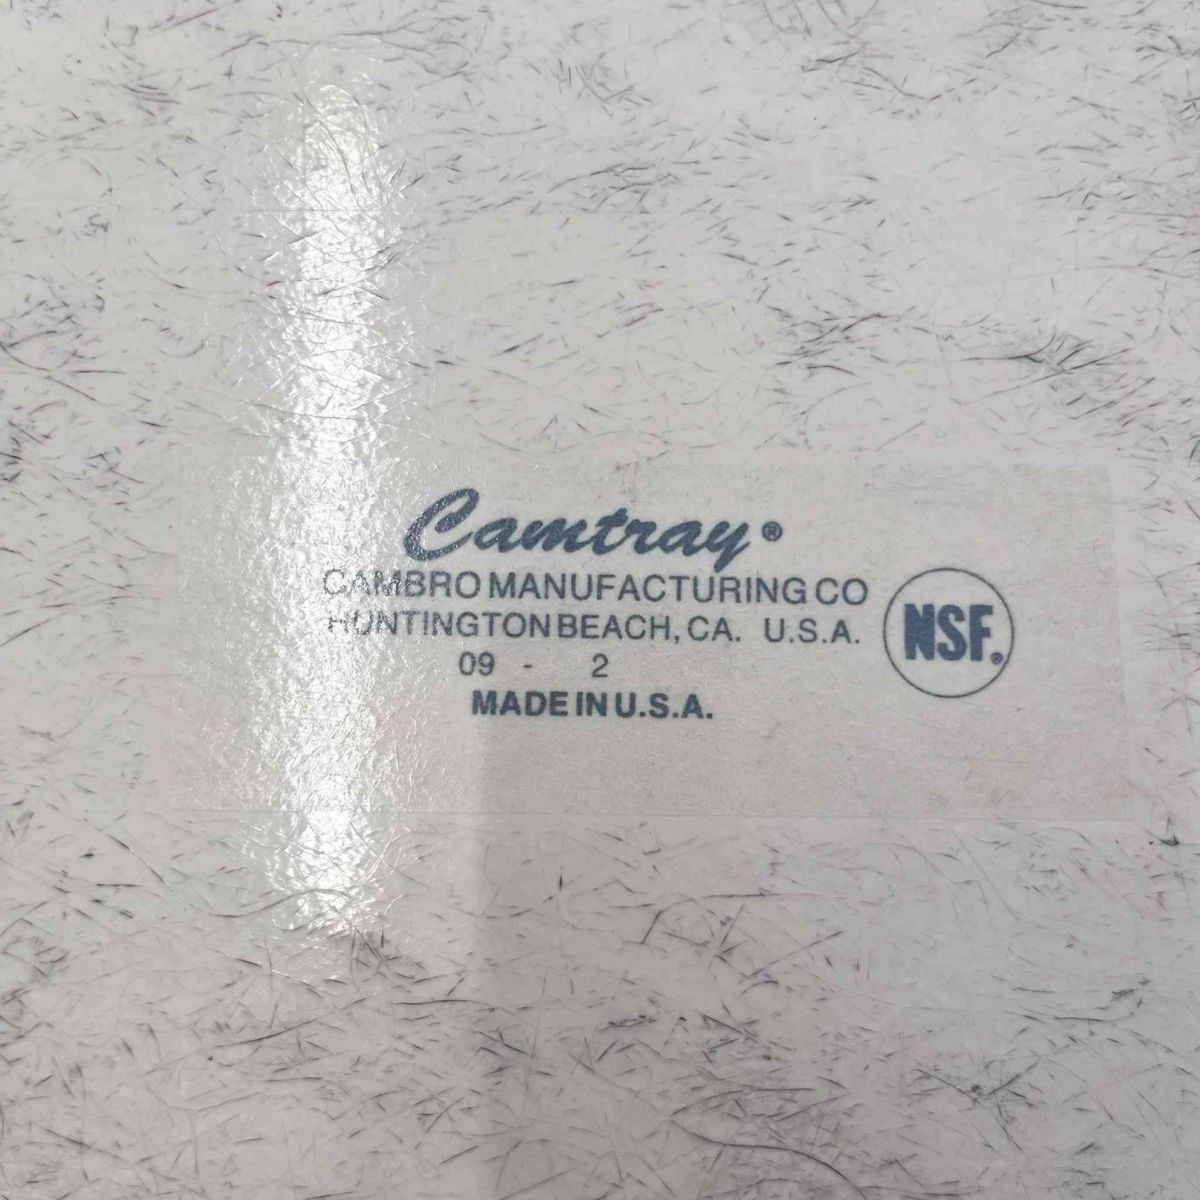 Camtray®
CAMBRO MANUFACTURING CO
HUNTINGTON BEACH, CA. U.S.A.
09 - 2
MADE IN U.S.A.
NSF®